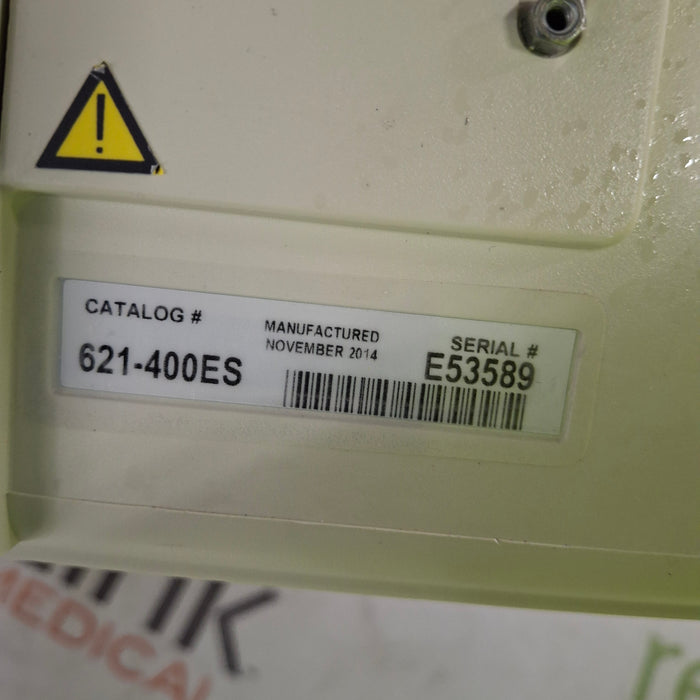 CATALOG #
621-400ES
MANUFACTURED
NOVEMBER 2014
SERIAL #
E53589
MEDICAL